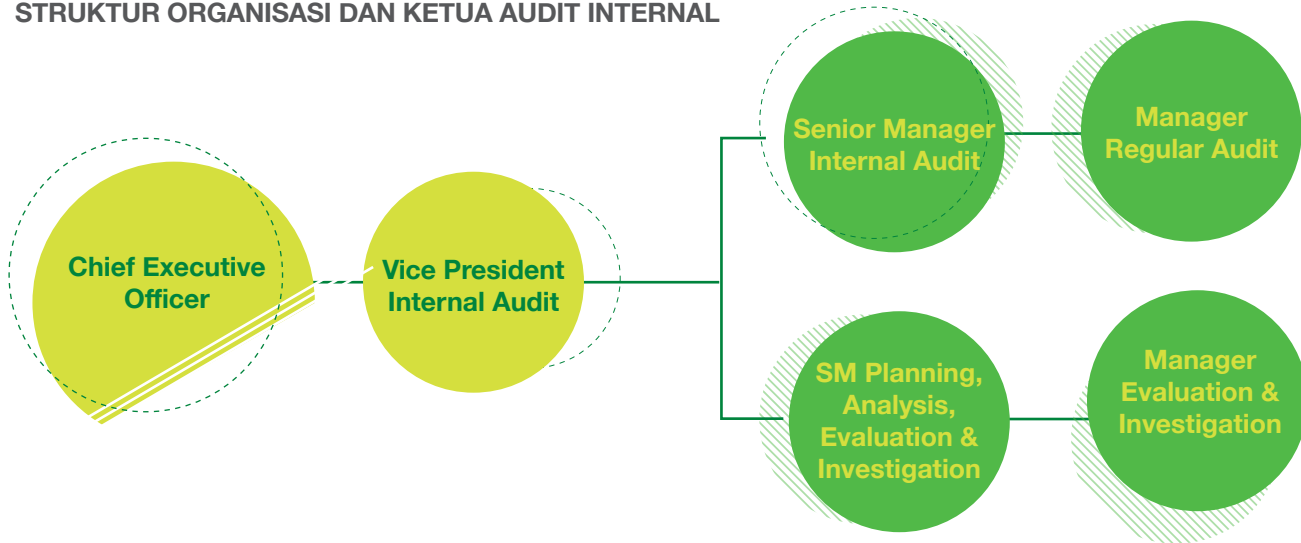 STRUKTUR ORGANISASI DAN KETUA AUDIT INTERNAL
Chief Executive
Officer
Vice President
Internal Audit
Senior Manager
Internal Audit
Manager
Regular Audit
SM Planning,
Analysis,
Evaluation &
Investigation
Manager
Evaluation &
Investigation